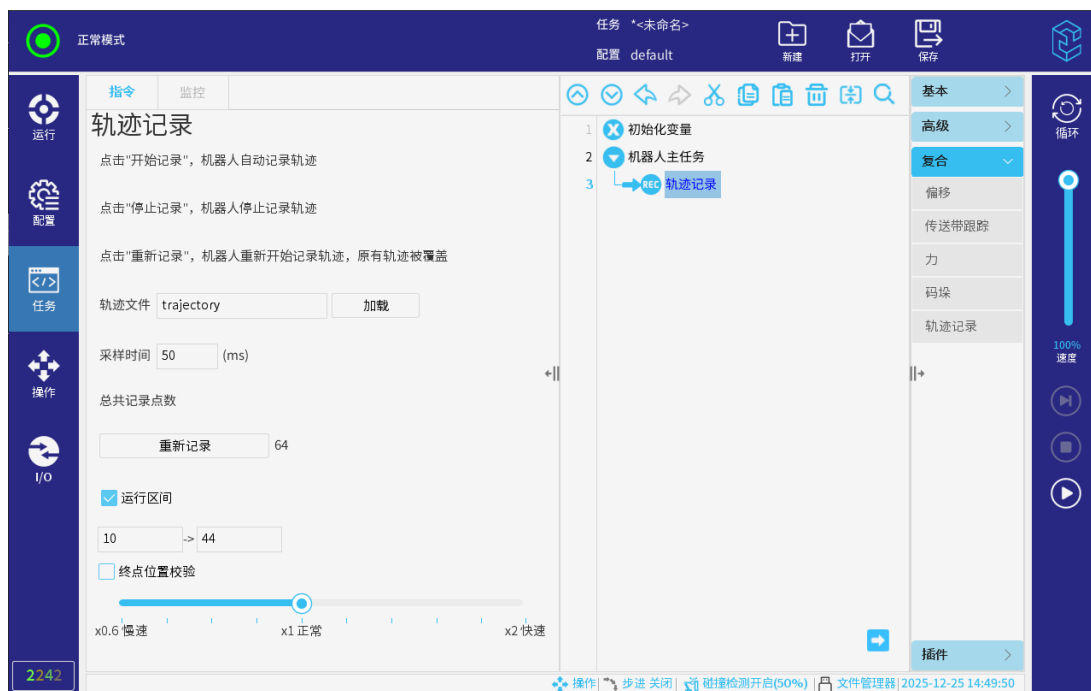 正常模式
任务 *<未命名>
配置 default
新建
打开
保存
运行
配置
任务
操作
I/O
2242
指令
监控
轨迹记录
点击"开始记录"，机器人自动记录轨迹
点击"停止记录"，机器人停止记录轨迹
点击"重新记录"，机器人重新开始记录轨迹，原有轨迹被覆盖
轨迹文件 trajectory 加载
采样时间 50 (ms)
总共记录点数
重新记录 64
运行区间
10 -> 44
终点位置校验
x0.6 慢速 x1 正常 x2 快速
1 初始化变量
2 机器人主任务
3 REC 轨迹记录
基本
高级
复合
偏移
传送带跟踪
力
码垛
轨迹记录
插件
循环
100%
速度
操作| 步进 关闭| 碰撞检测开启(50%) | 文件管理器| 2025-12-25 14:49:50